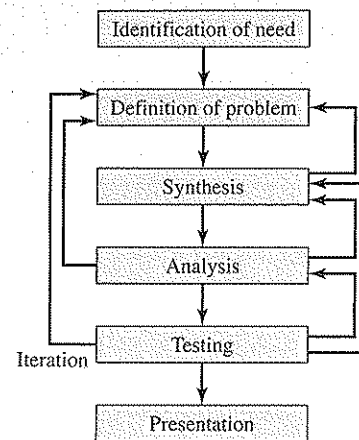 Identification of need
Definition of problem
Synthesis
Analysis
Testing
Iteration
Presentation